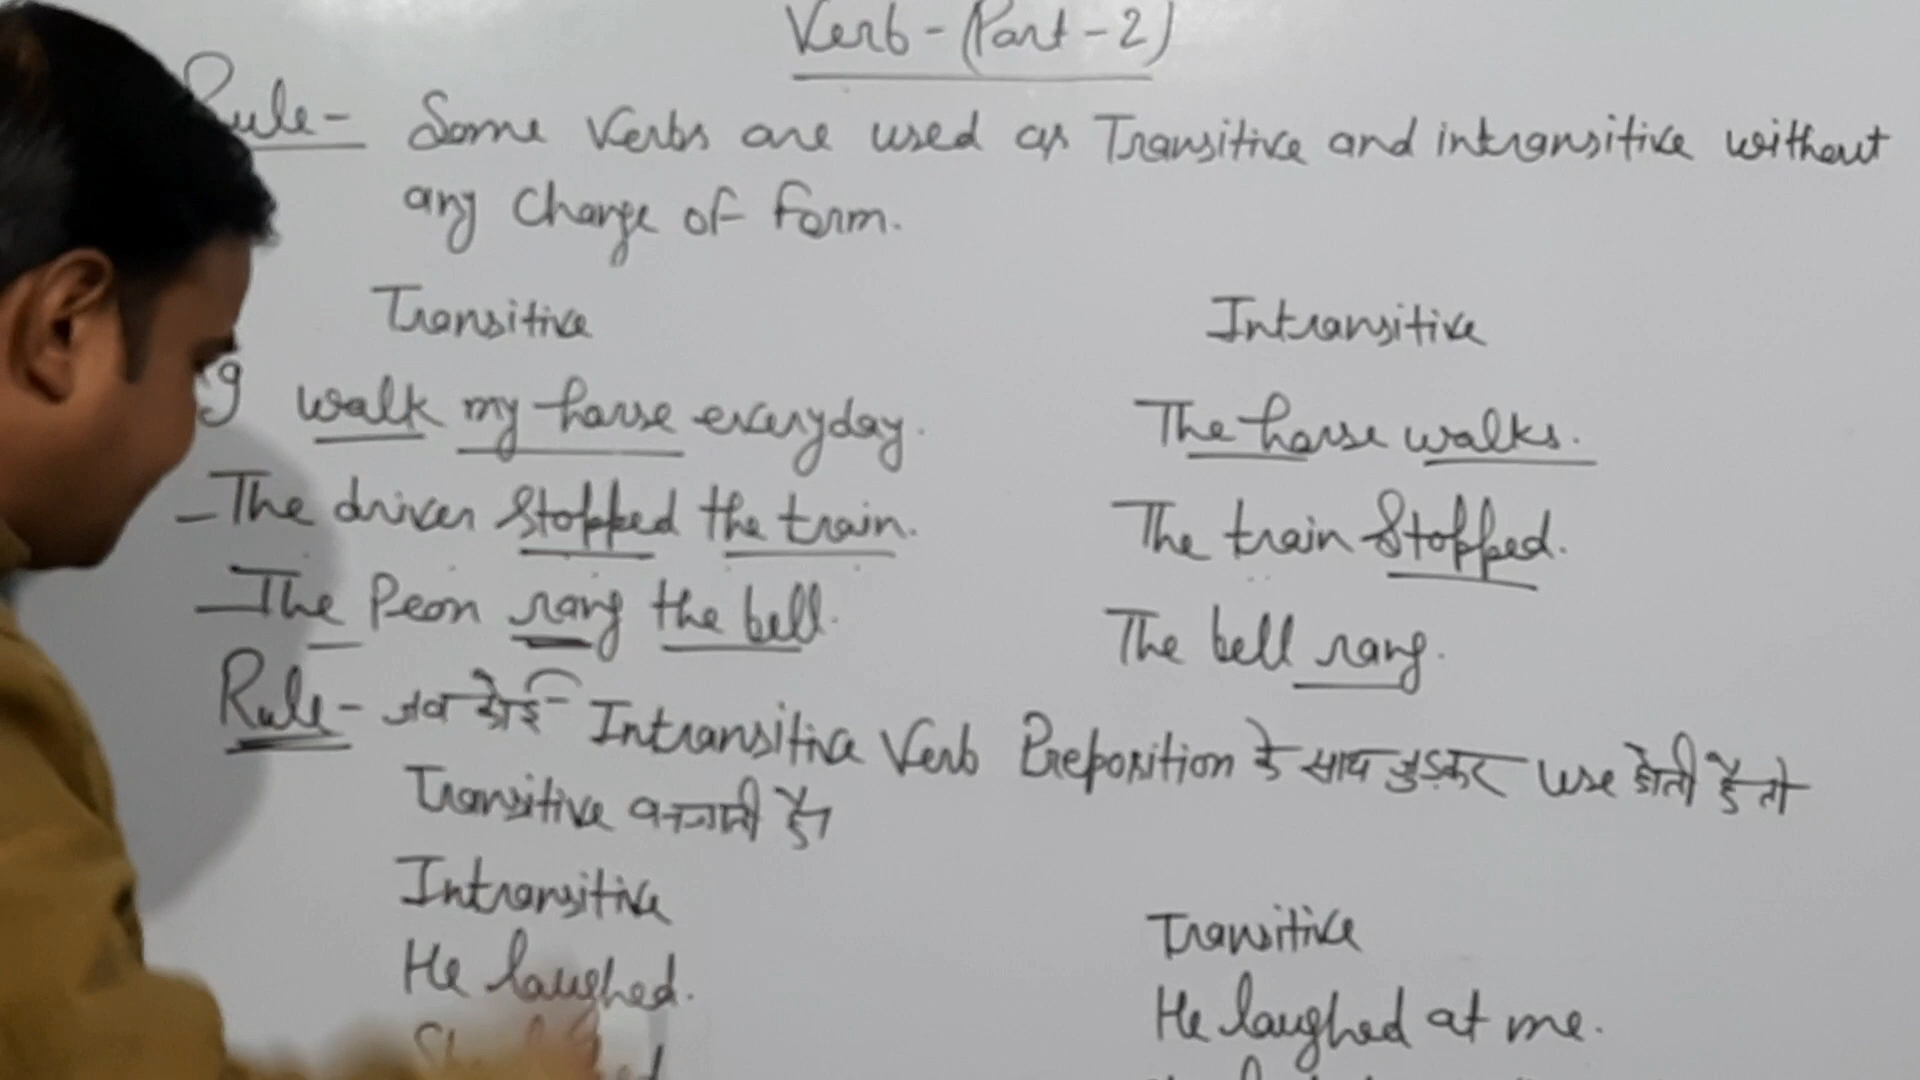 Verb - (Part - 2)
Rule- Some verbs are used as Transitive and intransitive without
any change of form.
Transitive Intransitive
I walk my horse everyday. The horse walks.
The driver stopped the train. The train stopped.
The Peon rang the bell. The bell rang.
Rule- जब कोई Intransitive Verb Preposition के साथ जुड़कर use होती है तो
Transitive बनजाती है।
Intransitive Transitive
He laughed. He laughed at me.